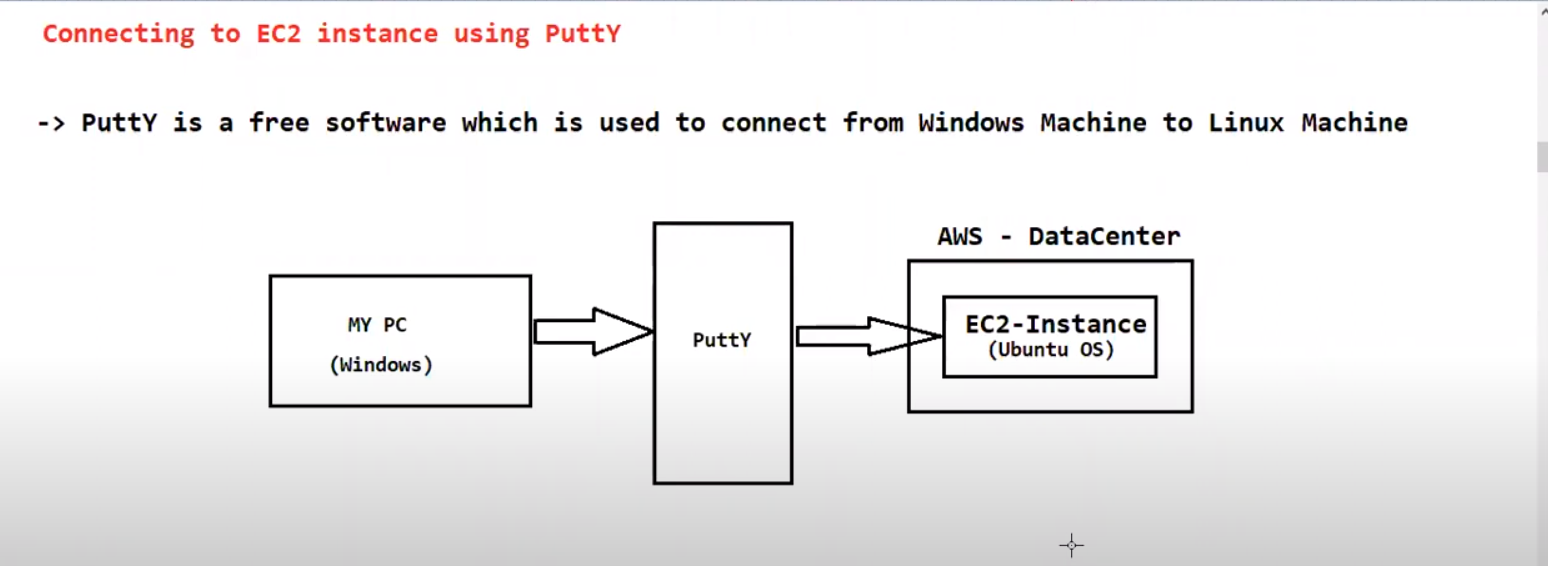 Connecting to EC2 instance using PuttY
-> PuttY is a free software which is used to connect from Windows Machine to Linux Machine
AWS - DataCenter
MY PC
(Windows)
PuttY
EC2-Instance
(Ubuntu OS)